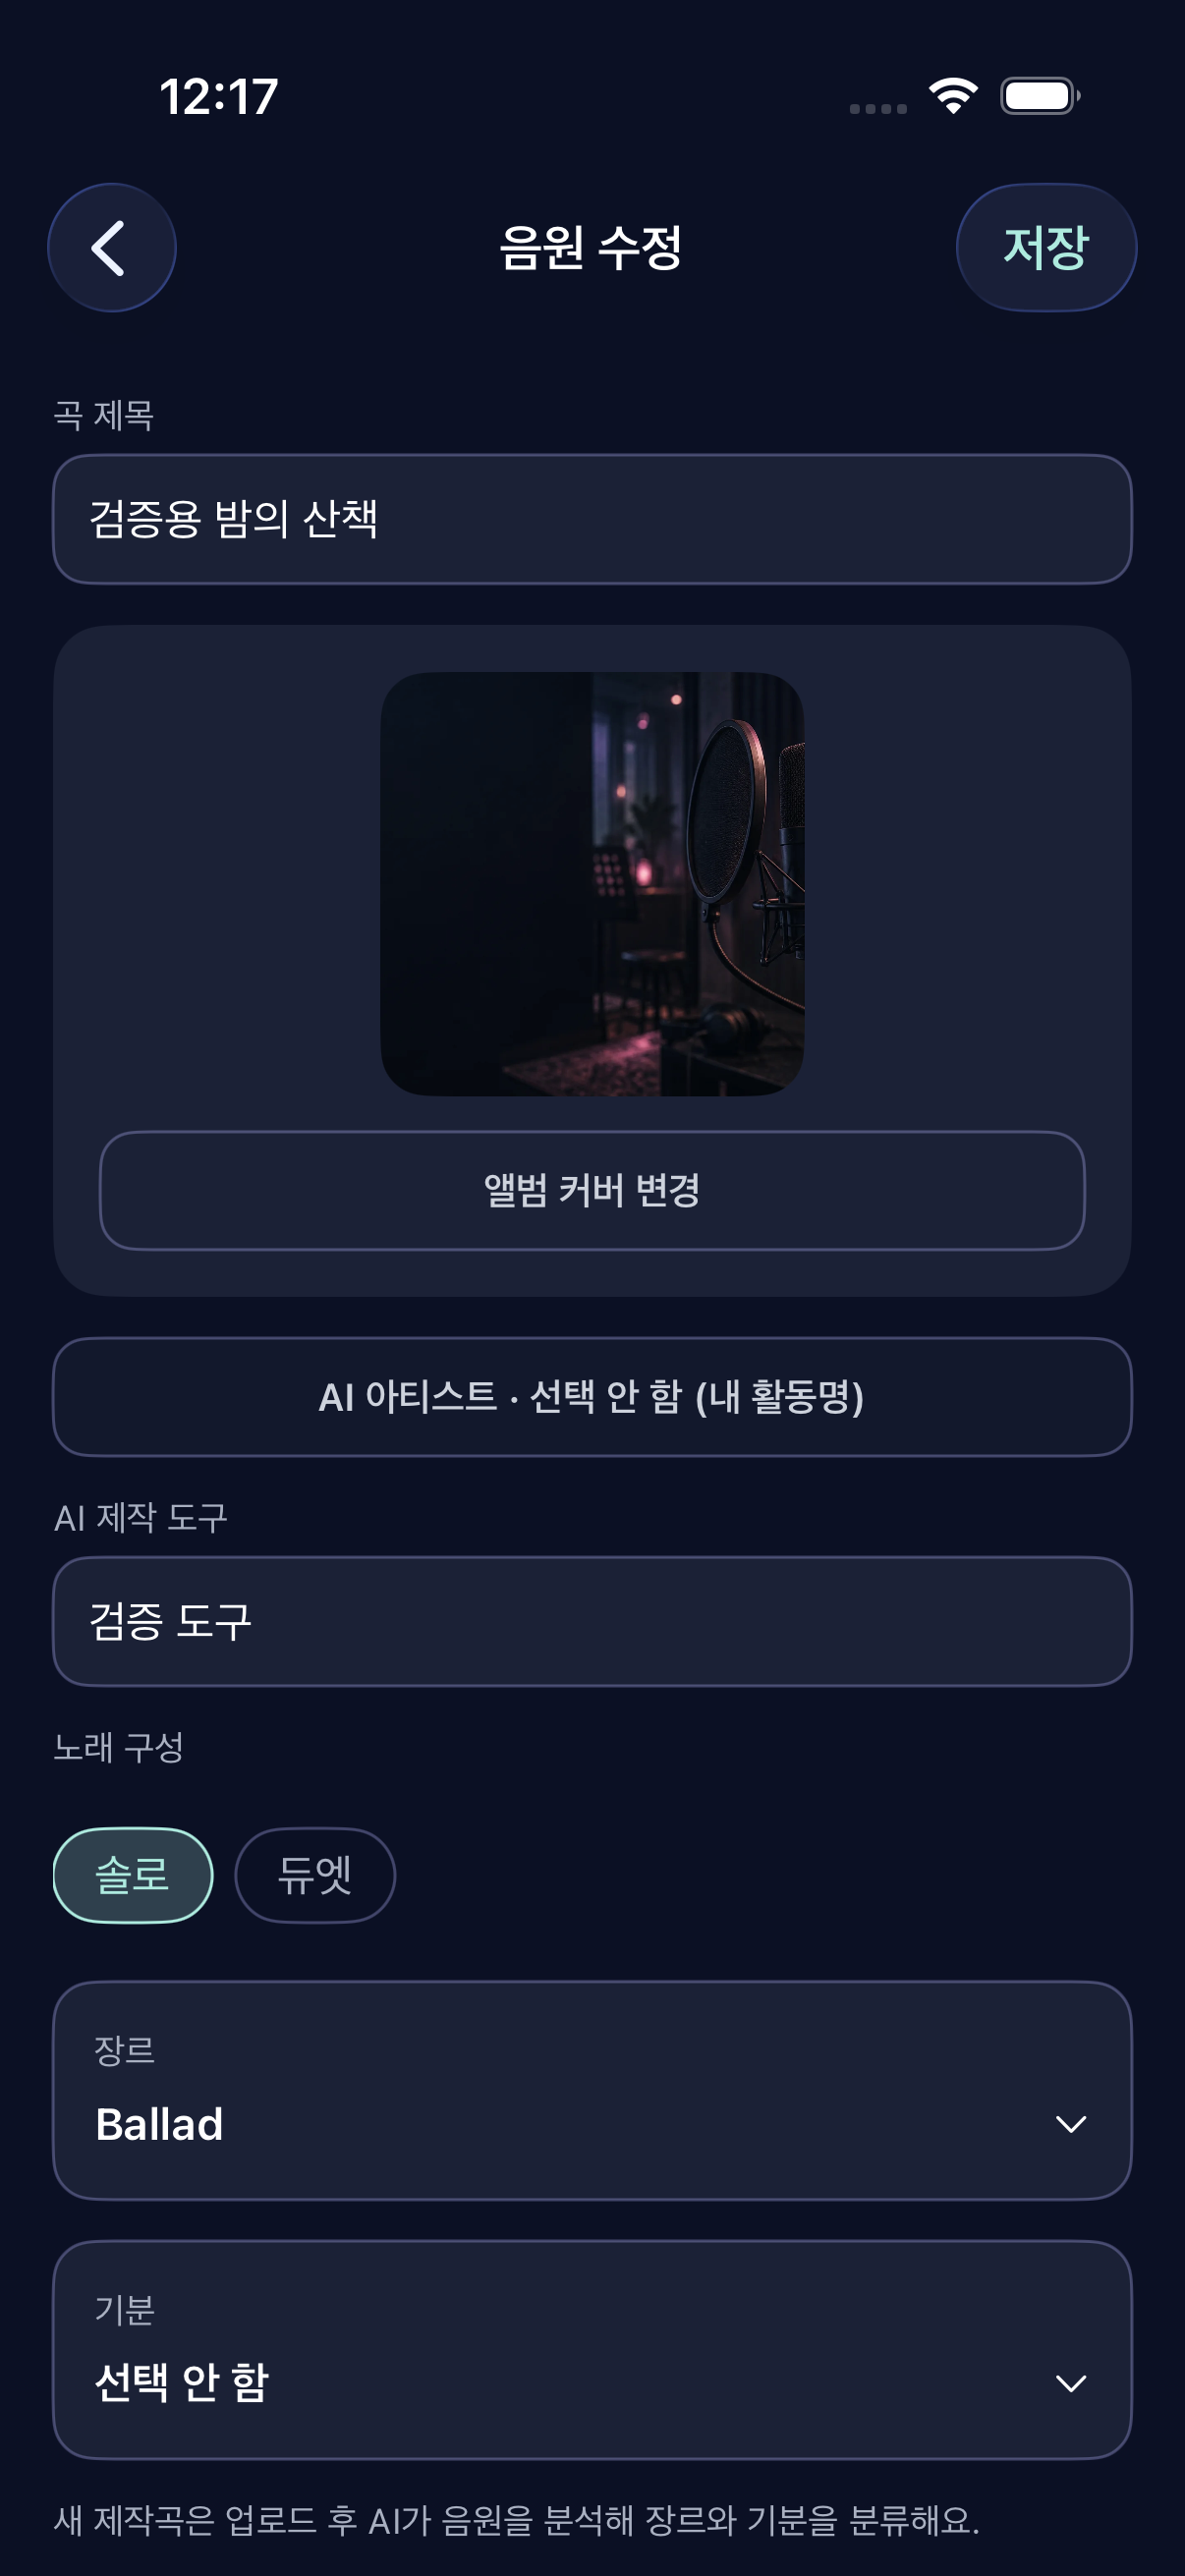 12:17
음원 수정
저장
곡 제목
검증용 밤의 산책
앨범 커버 변경
AI 아티스트 · 선택 안 함 (내 활동명)
AI 제작 도구
검증 도구
노래 구성
솔로
듀엣
장르
Ballad
기분
선택 안 함
새 제작곡은 업로드 후 AI가 음원을 분석해 장르와 기분을 분류해요.